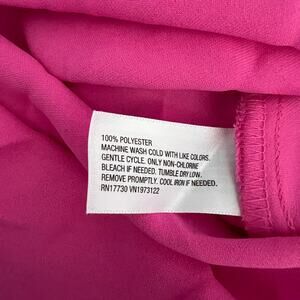 100% POLYESTER
MACHINE WASH COLD WITH LIKE COLORS.
GENTLE CYCLE. ONLY NON-CHLORINE
BLEACH IF NEEDED. TUMBLE DRY LOW.
REMOVE PROMPTLY. COOL IRON IF NEEDED.
RN17730 VN1973122